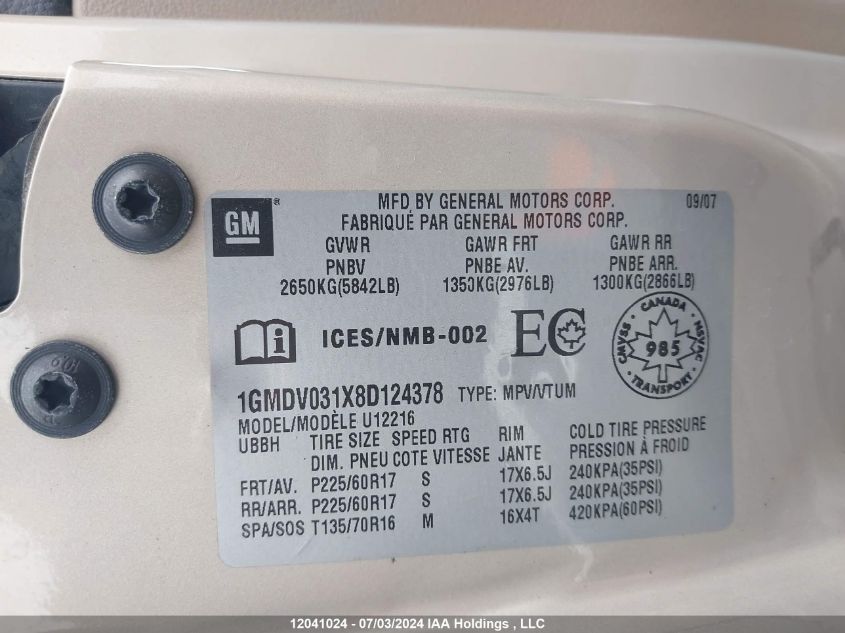 MFD BY GENERAL MOTORS CORP. 09/07
GM ®
FABRIQUÉ PAR GENERAL MOTORS CORP.
GVWR GAWR FRT GAWR RR
PNBV PNBE AV. PNBE ARR.
2650KG(5842LB) 1350KG(2976LB) 1300KG(2866LB)
i ICES/NMB-002 EC
CANADA
CMVSS NSVAC
985
TRANSPORT
1GMDV031X8D124378 TYPE: MPV/VTUM
MODEL/MODÈLE U12216
UBBH TIRE SIZE SPEED RTG RIM COLD TIRE PRESSURE
DIM. PNEU COTE VITESSE JANTE PRESSION À FROID
FRT/AV. P225/60R17 S 17X6.5J 240KPA(35PSI)
RR/ARR. P225/60R17 S 17X6.5J 240KPA(35PSI)
SPA/SOS T135/70R16 M 16X4T 420KPA(60PSI)
12041024 - 07/03/2024 IAA Holdings , LLC